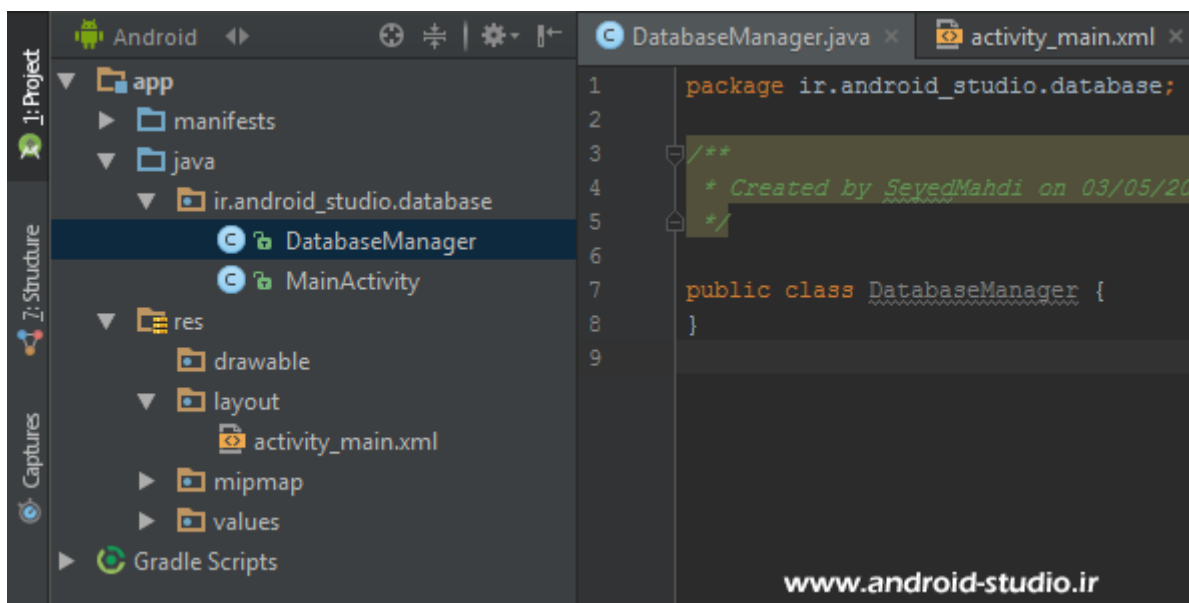 1: Project
7: Structure
Captures
Android
app
manifests
java
ir.android_studio.database
DatabaseManager
MainActivity
res
drawable
layout
activity_main.xml
mipmap
values
Gradle Scripts
DatabaseManager.java
activity_main.xml
1 package ir.android_studio.database;
2
3 /**
4 * Created by SeyedMahdi on 03/05/20
5 */
6
7 public class DatabaseManager {
8 }
9
www.android-studio.ir